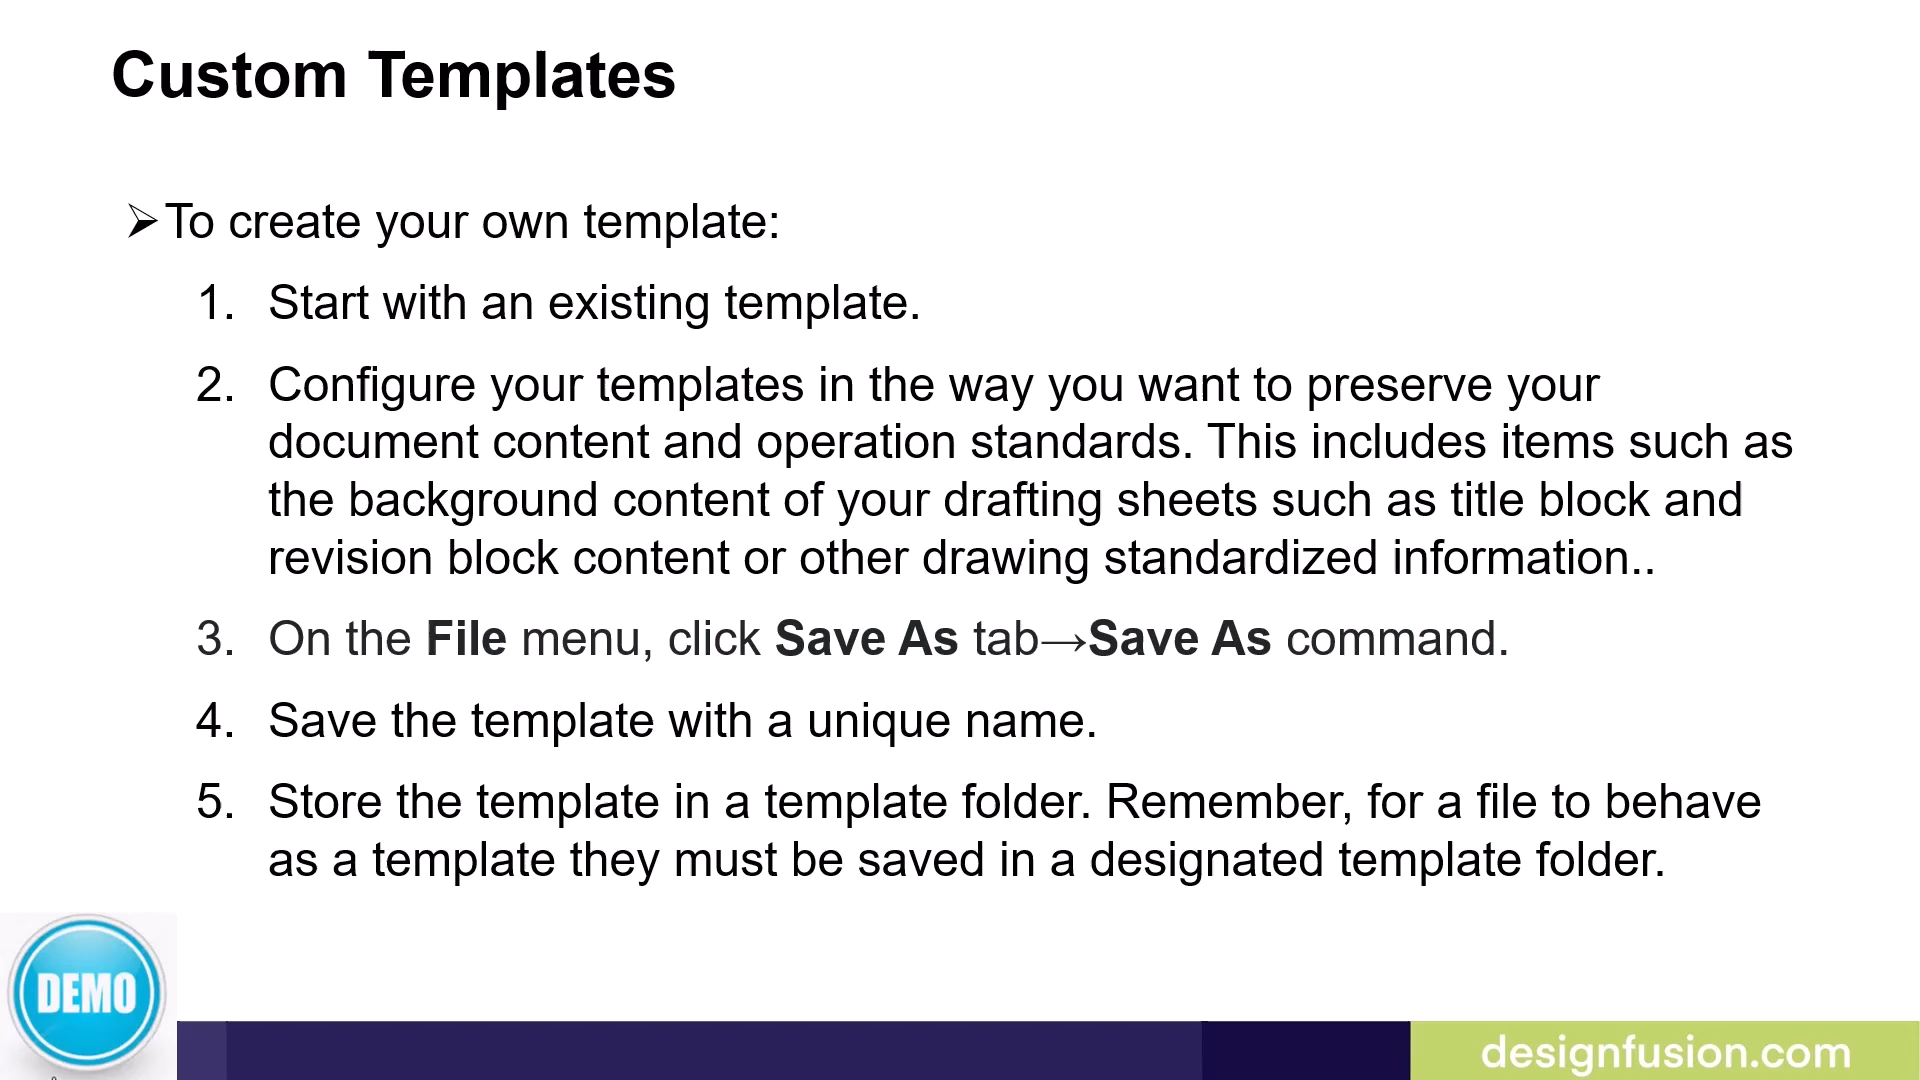 Custom Templates
➢To create your own template:
1. Start with an existing template.
2. Configure your templates in the way you want to preserve your
document content and operation standards. This includes items such as
the background content of your drafting sheets such as title block and
revision block content or other drawing standardized information..
3. On the File menu, click Save As tab→Save As command.
4. Save the template with a unique name.
5. Store the template in a template folder. Remember, for a file to behave
as a template they must be saved in a designated template folder.
DEMO
designfusion.com